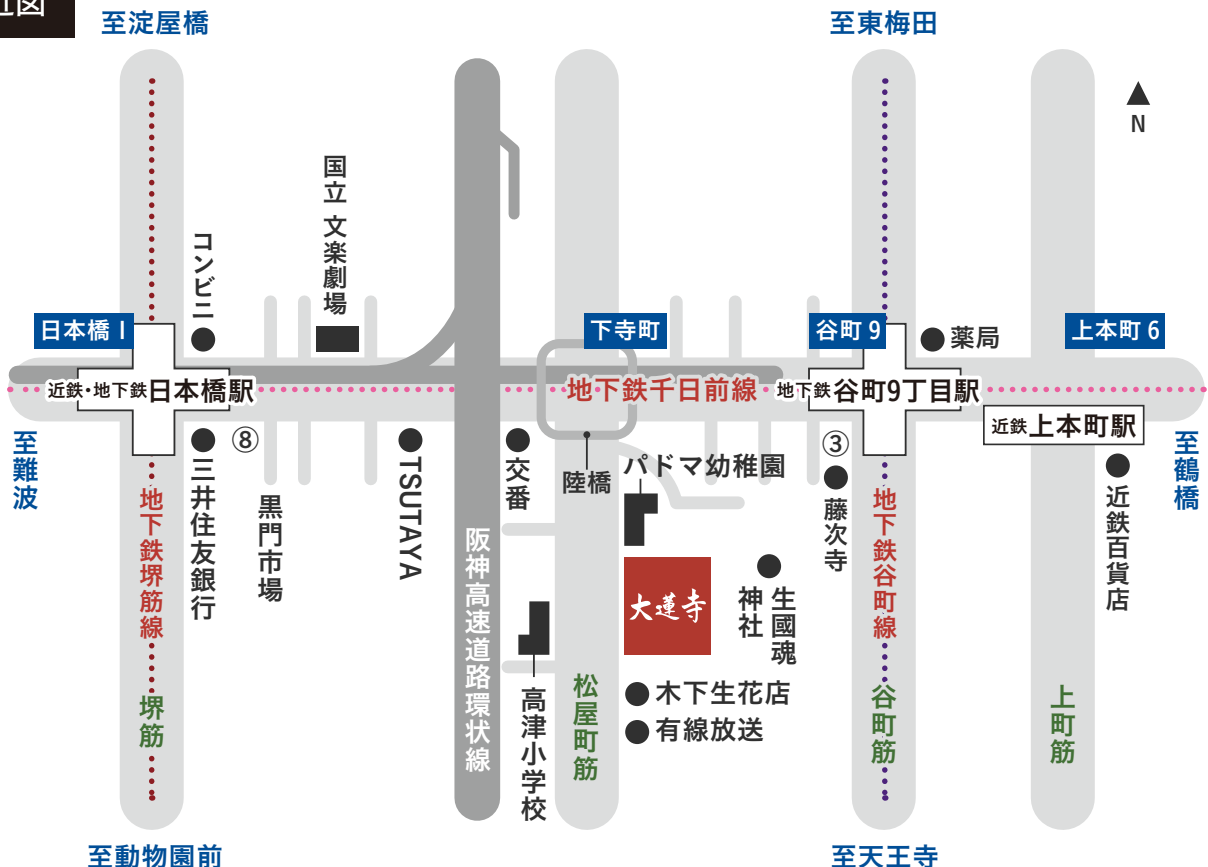 近図
至淀屋橋
至東梅田
N
国立 文楽劇場
コンビニ
日本橋1
下寺町
谷町9
薬局
上本町6
近鉄・地下鉄日本橋駅
地下鉄千日前線
地下鉄谷町9丁目駅
近鉄上本町駅
至難波
⑧
三井住友銀行
黒門市場
TSUTAYA
交番
陸橋
パドマ幼稚園
③
藤次寺
至鶴橋
近鉄百貨店
地下鉄堺筋線
阪神高速道路環状線
大蓮寺
生國魂
神社
地下鉄谷町線
高津小学校
木下生花店
有線放送
堺筋
松屋町筋
谷町筋
上町筋
至動物園前
至天王寺